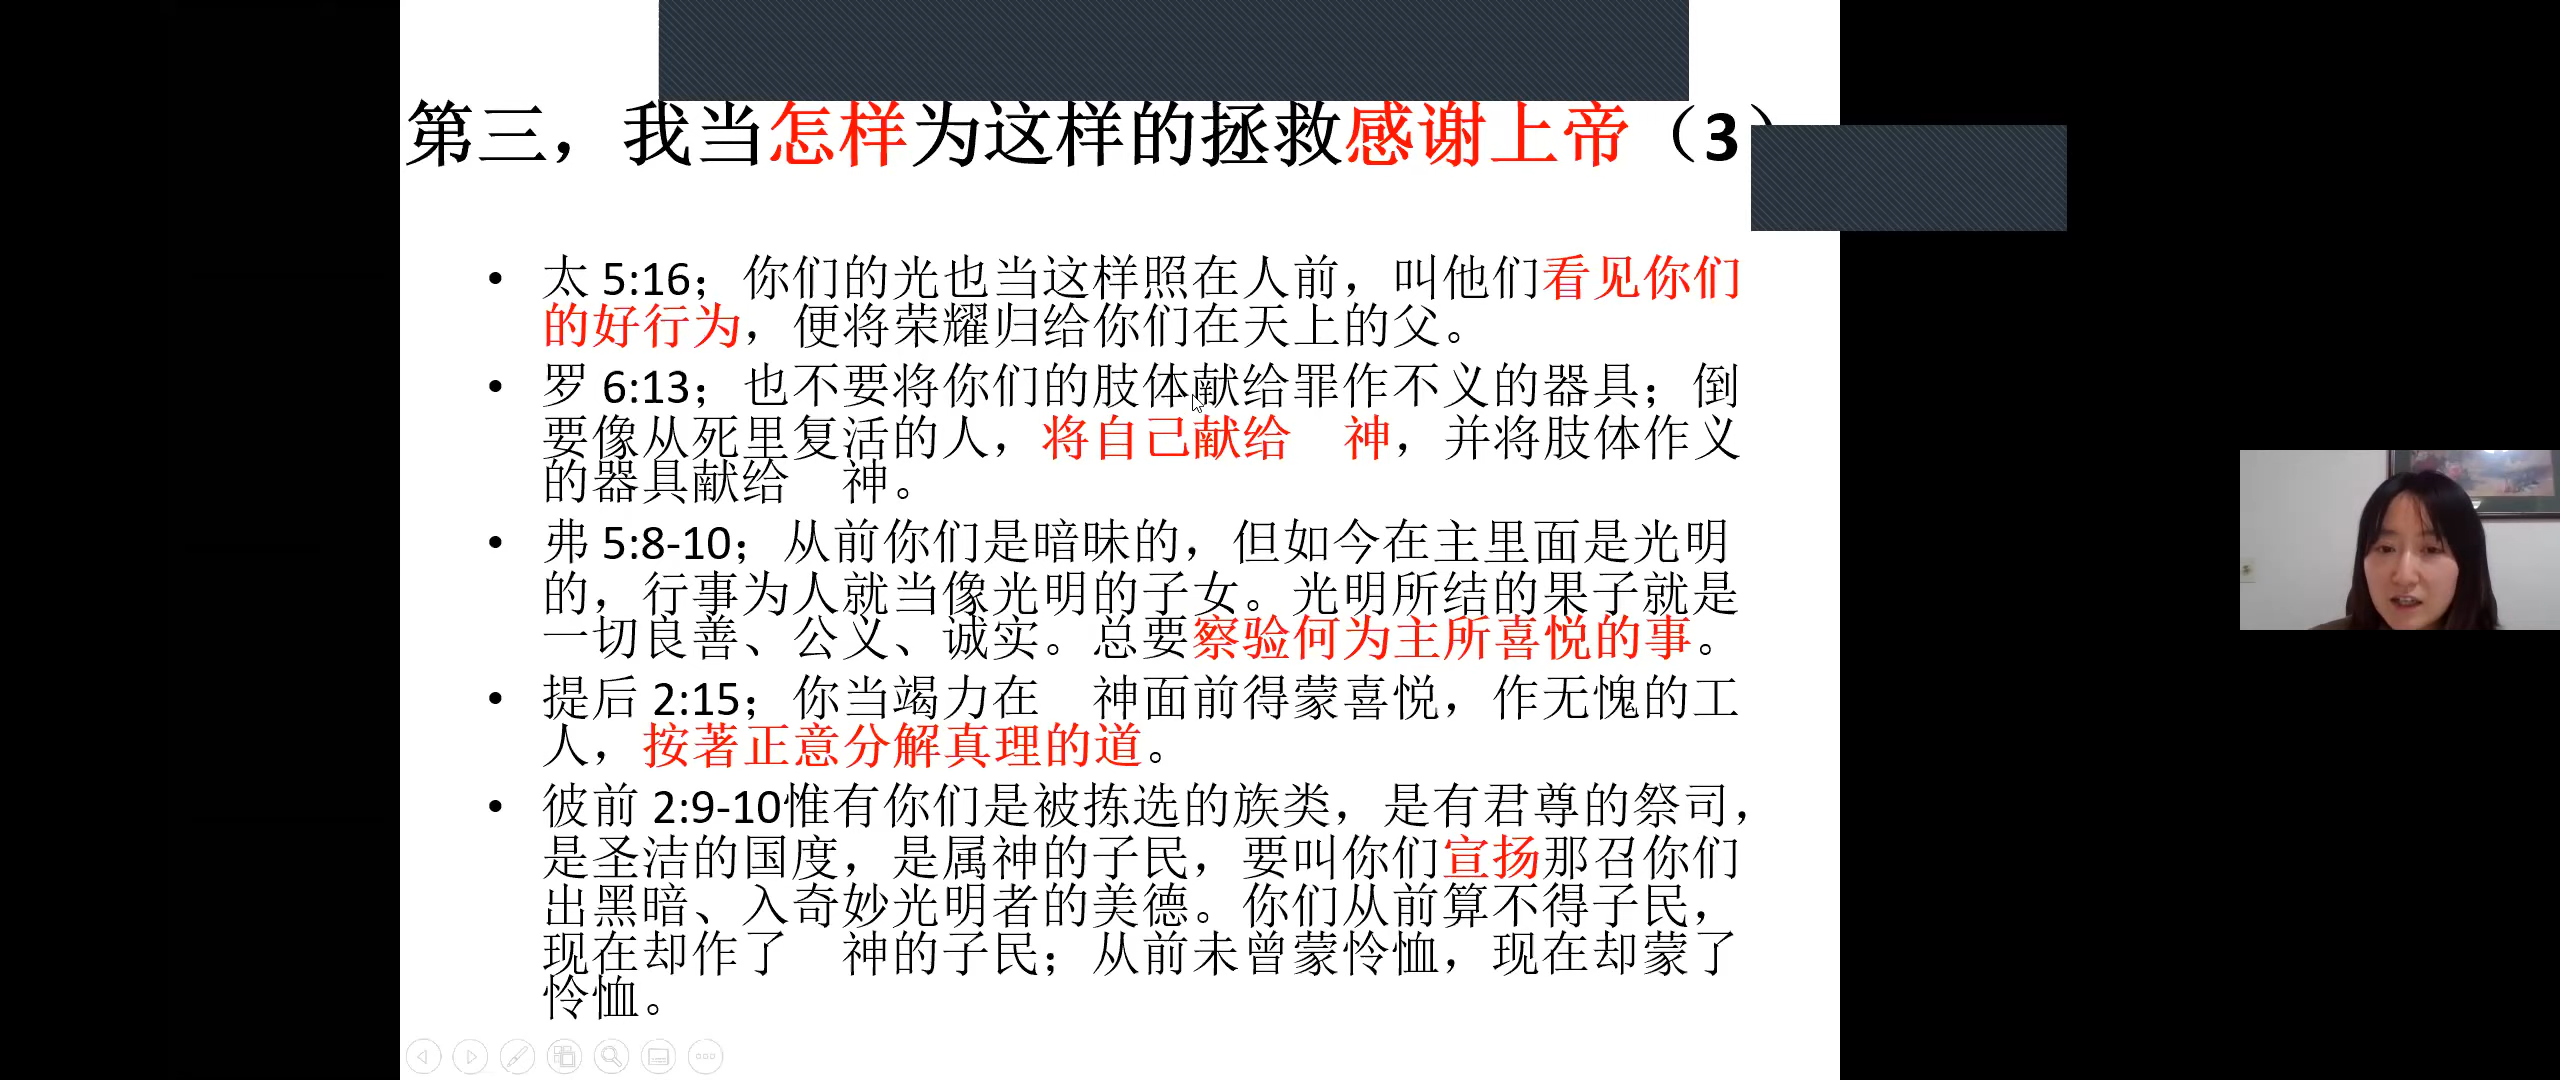 第三，我当怎样为这样的拯救感谢上帝（3）
• 太 5:16；你们的光也当这样照在人前，叫他们看见你们
的好行为，便将荣耀归给你们在天上的父。
• 罗 6:13；也不要将你们的肢体献给罪作不义的器具；倒
要像从死里复活的人，将自己献给　神，并将肢体作义
的器具献给　神。
• 弗 5:8-10；从前你们是暗昧的，但如今在主里面是光明
的，行事为人就当像光明的子女。光明所结的果子就是
一切良善、公义、诚实。总要察验何为主所喜悦的事。
• 提后 2:15；你当竭力在　神面前得蒙喜悦，作无愧的工
人，按著正意分解真理的道。
• 彼前 2:9-10惟有你们是被拣选的族类，是有君尊的祭司，
是圣洁的国度，是属神的子民，要叫你们宣扬那召你们
出黑暗、入奇妙光明者的美德。你们从前算不得子民，
现在却作了　神的子民；从前未曾蒙怜恤，现在却蒙了
怜恤。